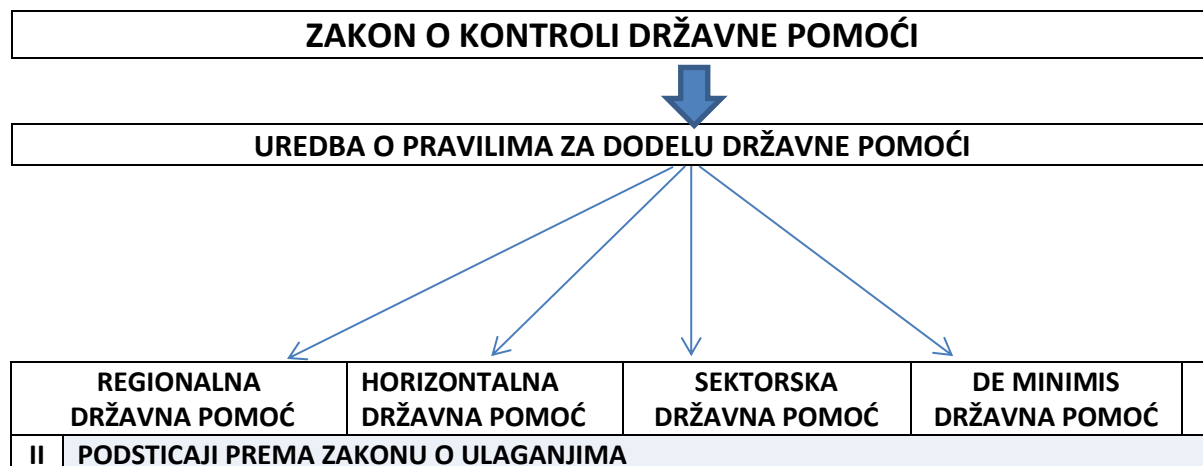 ZAKON O KONTROLI DRŽAVNE POMOĆI
UREDBA O PRAVILIMA ZA DODELU DRŽAVNE POMOĆI
REGIONALNA
DRŽAVNA POMOĆ
HORIZONTALNA
DRŽAVNA POMOĆ
SEKTORSKA
DRŽAVNA POMOĆ
DE MINIMIS
DRŽAVNA POMOĆ
II PODSTICAJI PREMA ZAKONU O ULAGANJIMA